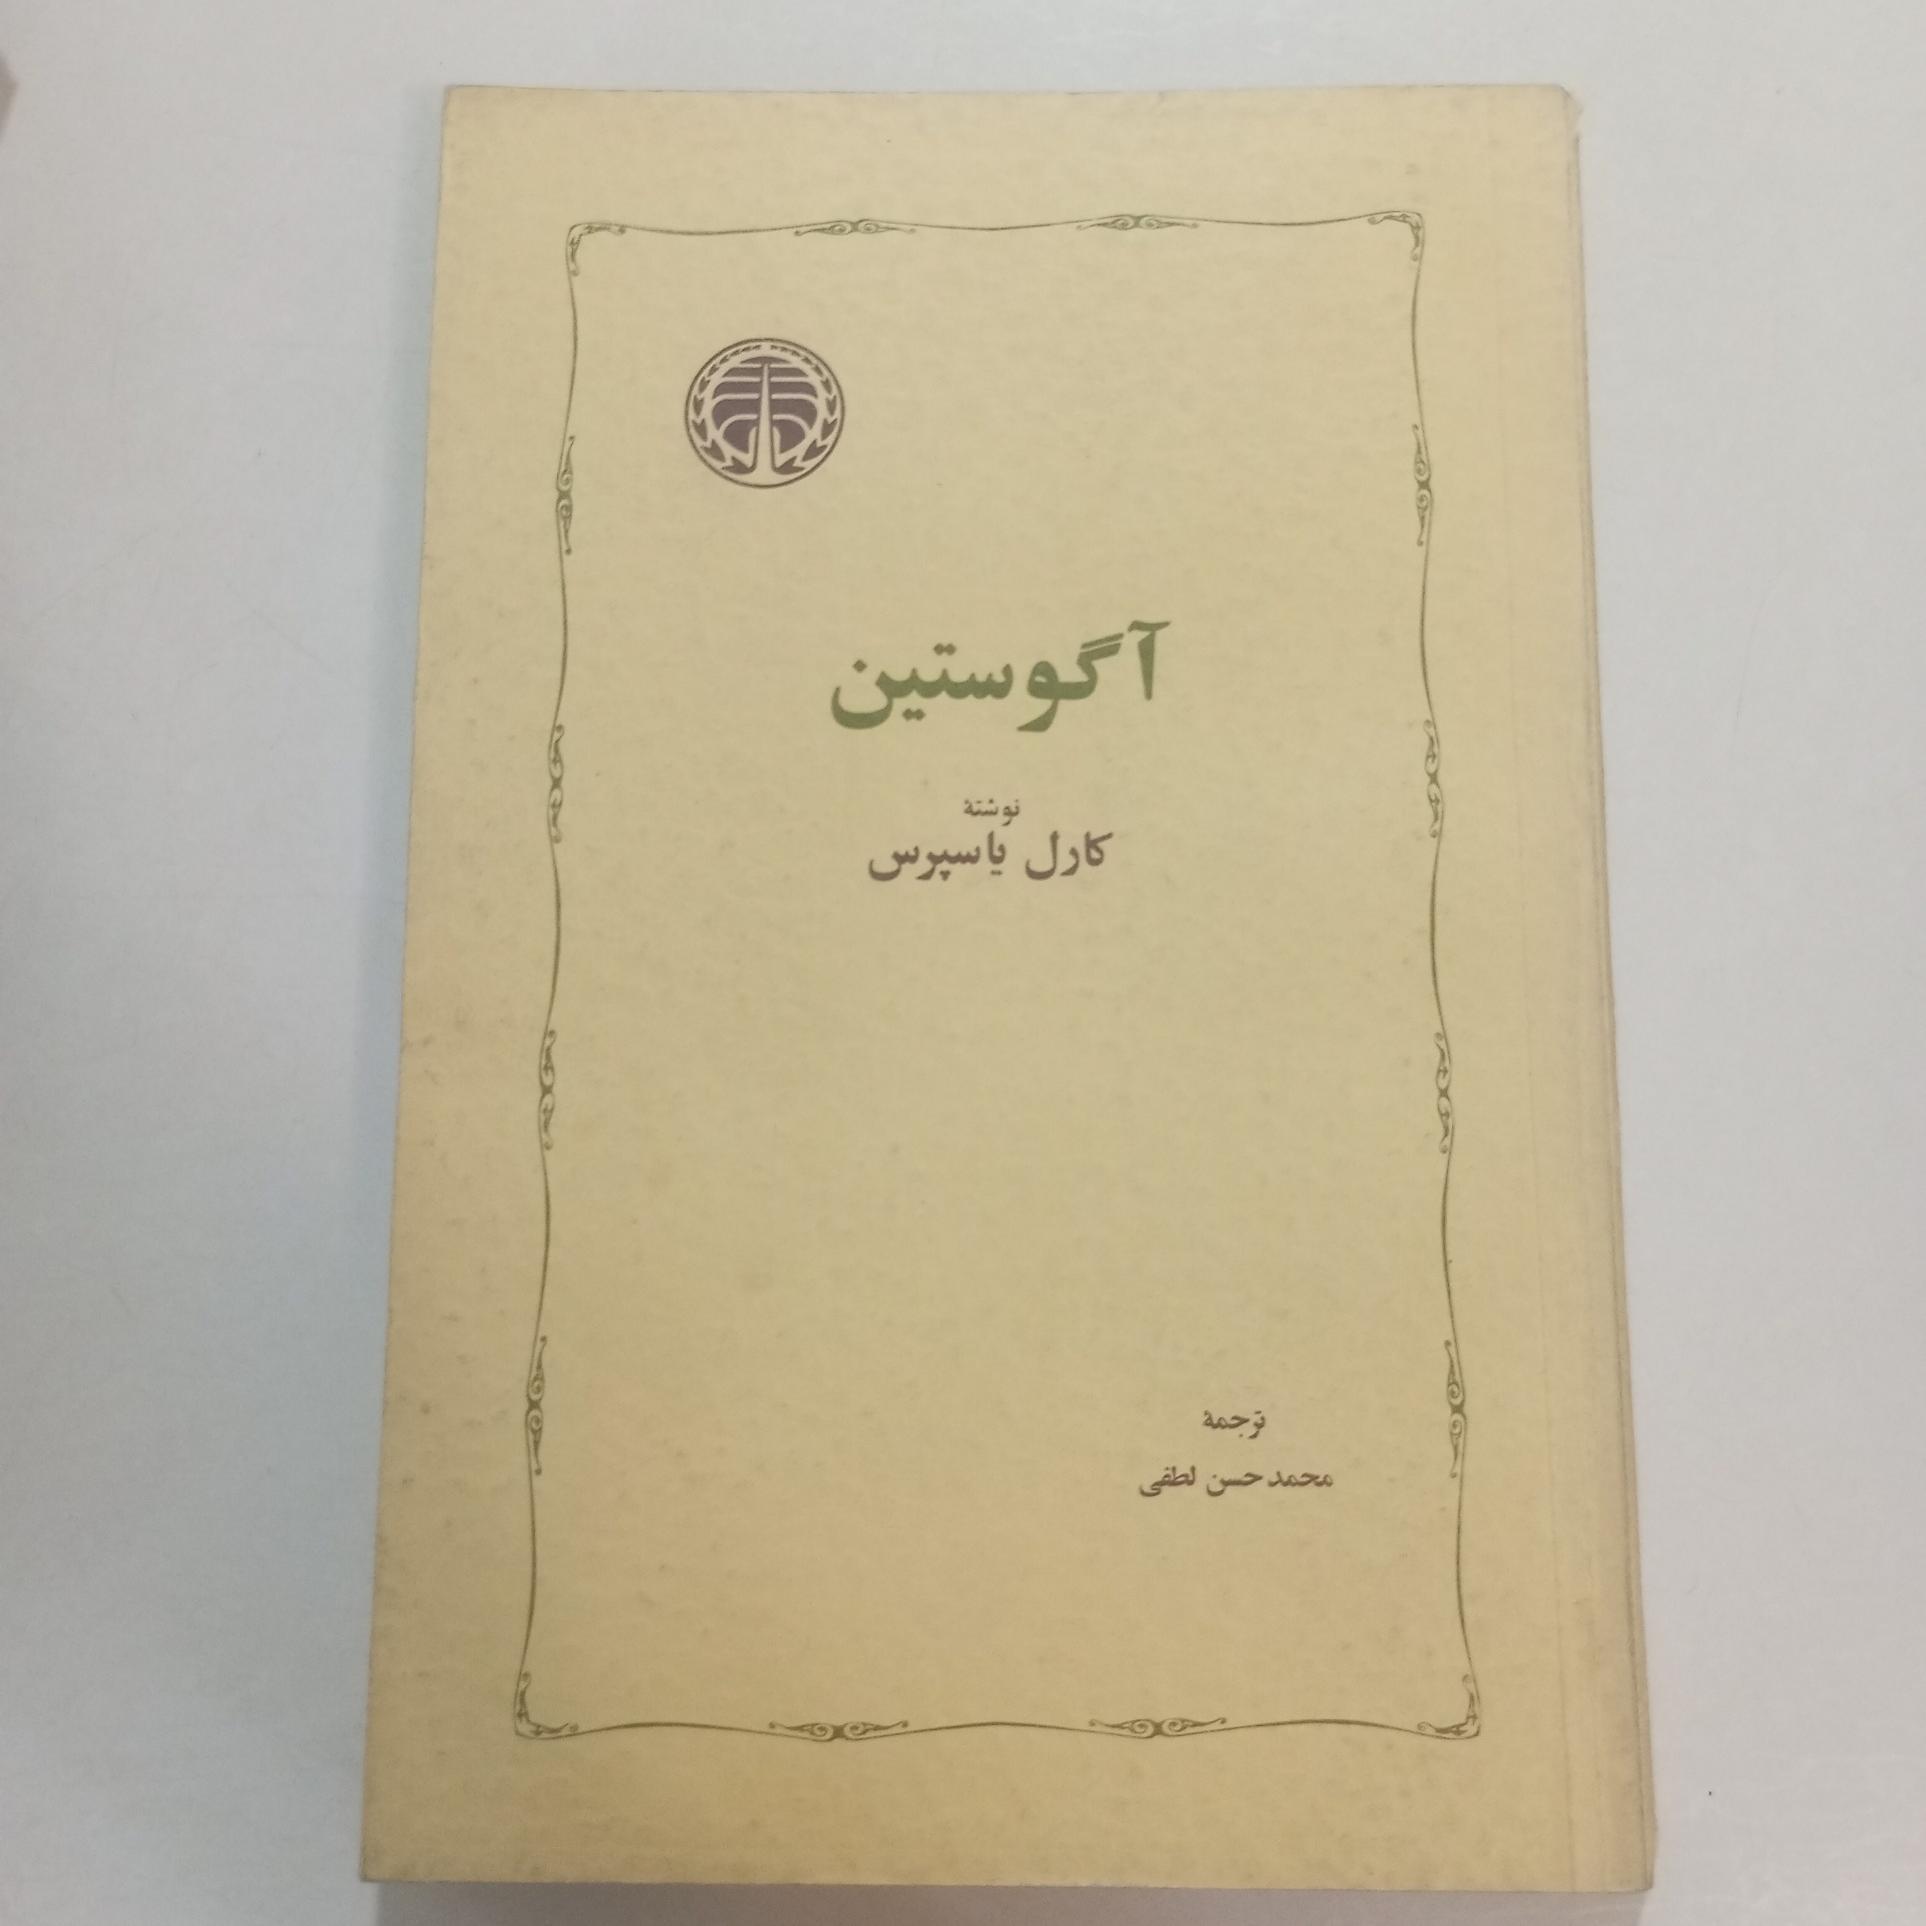 آگوستین
نوشتهٔ
کارل یاسپرس
ترجمهٔ
محمدحسن لطفی